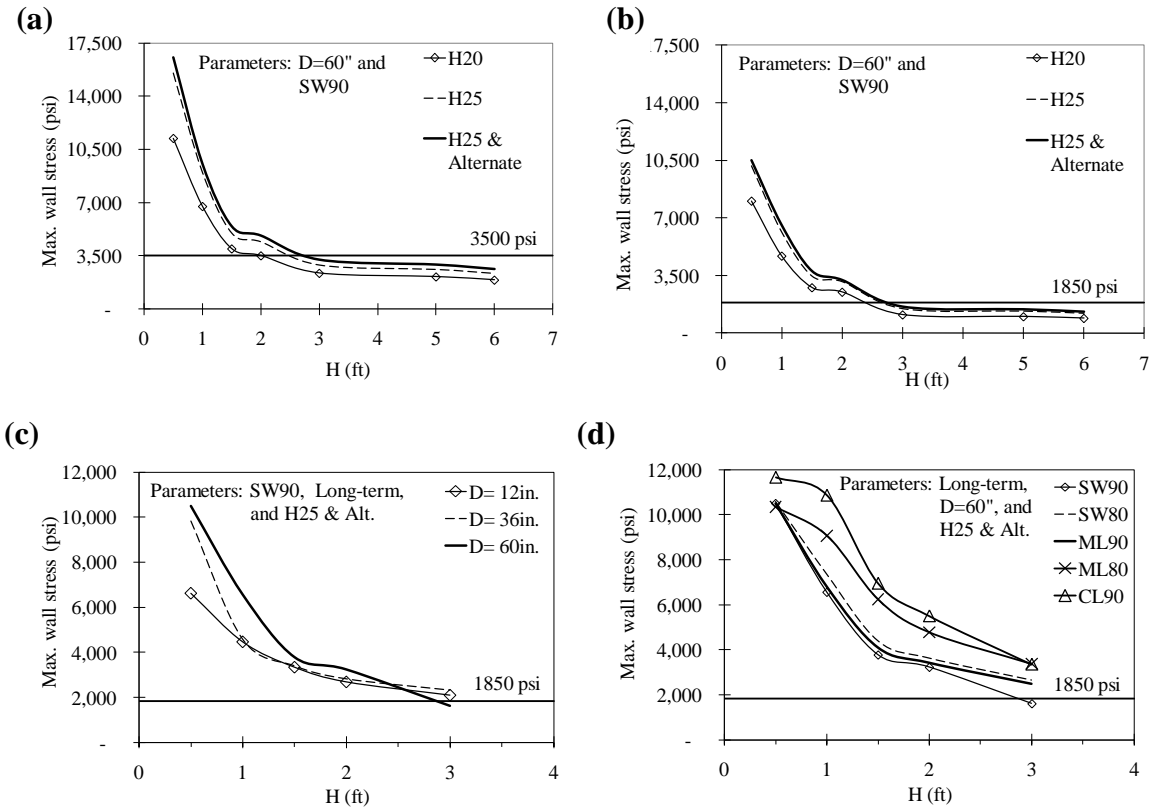 (a)
17,500
14,000
10,500
7,000
3,500
-
Max. wall stress (psi)
Parameters: D=60" and
SW90
H20
H25
H25 &
Alternate
3500 psi
0 1 2 3 4 5 6 7
H (ft)
(b)
17,500
14,000
10,500
7,000
3,500
-
Max. wall stress (psi)
Parameters: D=60" and
SW90
H20
H25
H25 &
Alternate
1850 psi
0 1 2 3 4 5 6 7
H (ft)
(c)
12,000
10,000
8,000
6,000
4,000
2,000
-
Max. wall stress (psi)
Parameters: SW90, Long-term,
and H25 & Alt.
D= 12in.
D= 36in.
D= 60in.
1850 psi
0 1 2 3 4
H (ft)
(d)
12,000
10,000
8,000
6,000
4,000
2,000
-
Max. wall stress (psi)
Parameters: Long-term,
D=60", and
H25 & Alt.
SW90
SW80
ML90
ML80
CL90
1850 psi
0 1 2 3 4
H (ft)